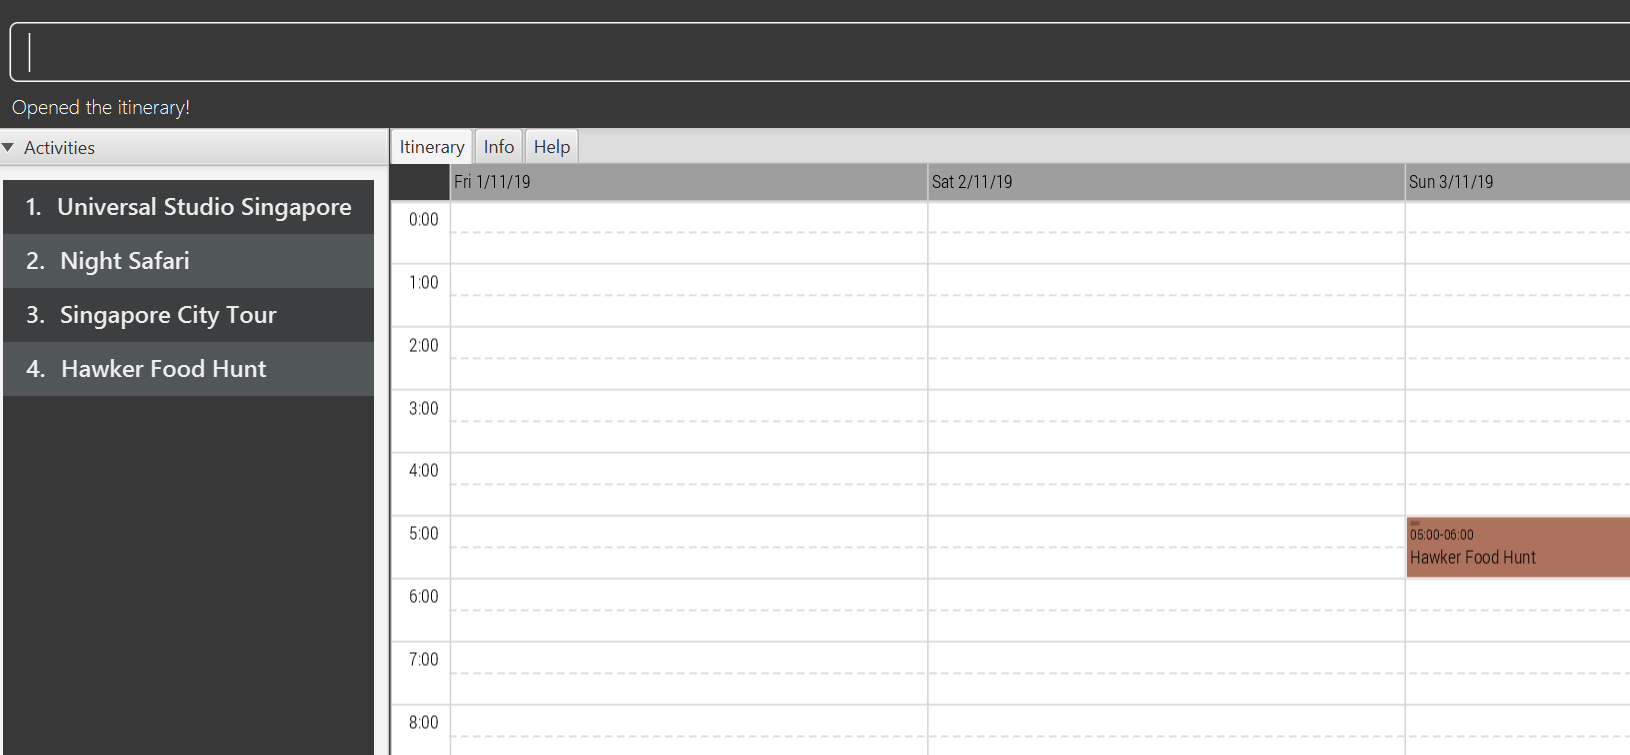 Opened the itinerary!
Activities
1. Universal Studio Singapore
2. Night Safari
3. Singapore City Tour
4. Hawker Food Hunt
Itinerary Info Help
Fri 1/11/19 Sat 2/11/19 Sun 3/11/19
0:00
1:00
2:00
3:00
4:00
5:00
05:00-06:00
Hawker Food Hunt
6:00
7:00
8:00